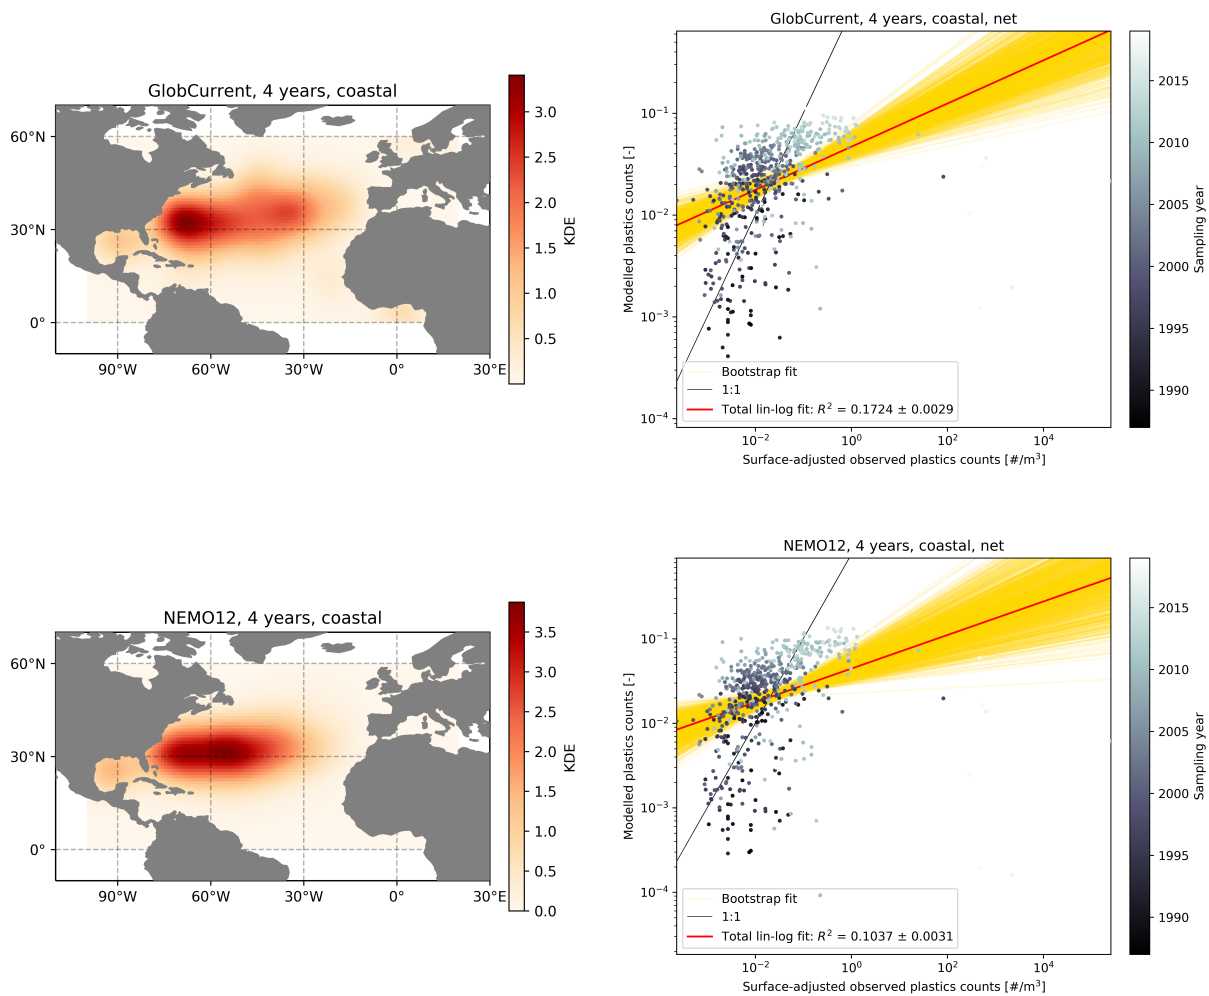 GlobCurrent, 4 years, coastal
60°N
30°N
0°
90°W
60°W
30°W
0°
30°E
3.0
2.5
2.0
1.5
1.0
0.5
KDE
GlobCurrent, 4 years, coastal, net
Modelled plastics counts [-]
10⁻¹
10⁻²
10⁻³
10⁻⁴
Bootstrap fit
1:1
Total lin-log fit: R² = 0.1724 ± 0.0029
10⁻²
10⁰
10²
10⁴
Surface-adjusted observed plastics counts [#/m³]
2015
2010
2005
2000
1995
1990
Sampling year
NEMO12, 4 years, coastal
60°N
30°N
0°
90°W
60°W
30°W
0°
30°E
3.5
3.0
2.5
2.0
1.5
1.0
0.5
0.0
KDE
NEMO12, 4 years, coastal, net
Modelled plastics counts [-]
10⁻¹
10⁻²
10⁻³
10⁻⁴
Bootstrap fit
1:1
Total lin-log fit: R² = 0.1037 ± 0.0031
10⁻²
10⁰
10²
10⁴
Surface-adjusted observed plastics counts [#/m³]
2015
2010
2005
2000
1995
1990
Sampling year